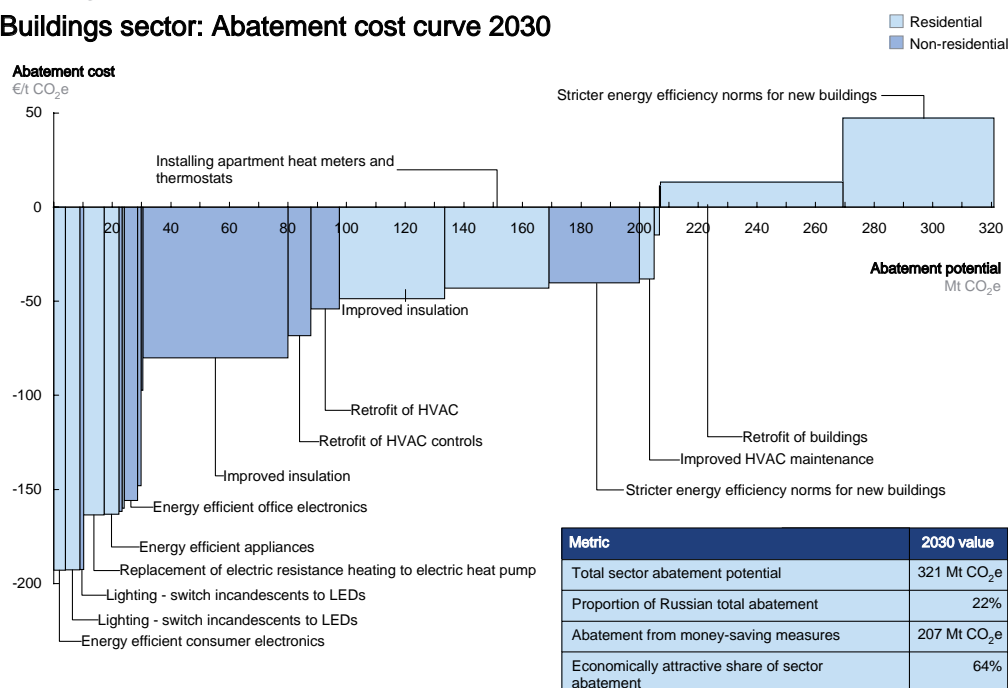 Buildings sector: Abatement cost curve 2030
Residential
Non-residential
Abatement cost
€/t CO2e
Stricter energy efficiency norms for new buildings
50
Installing apartment heat meters and
thermostats
0
20 40 60 80 100 120 140 160 180 200 220 240 260 280 300 320
Abatement potential
Mt CO2e
-50
Improved insulation
-100
Retrofit of HVAC
Retrofit of HVAC controls
Retrofit of buildings
Improved HVAC maintenance
Improved insulation
-150
Stricter energy efficiency norms for new buildings
Energy efficient office electronics
Energy efficient appliances
Replacement of electric resistance heating to electric heat pump
-200
Lighting - switch incandescents to LEDs
Lighting - switch incandescents to LEDs
Energy efficient consumer electronics
Metric 2030 value
Total sector abatement potential 321 Mt CO2e
Proportion of Russian total abatement 22%
Abatement from money-saving measures 207 Mt CO2e
Economically attractive share of sector 64%
abatement